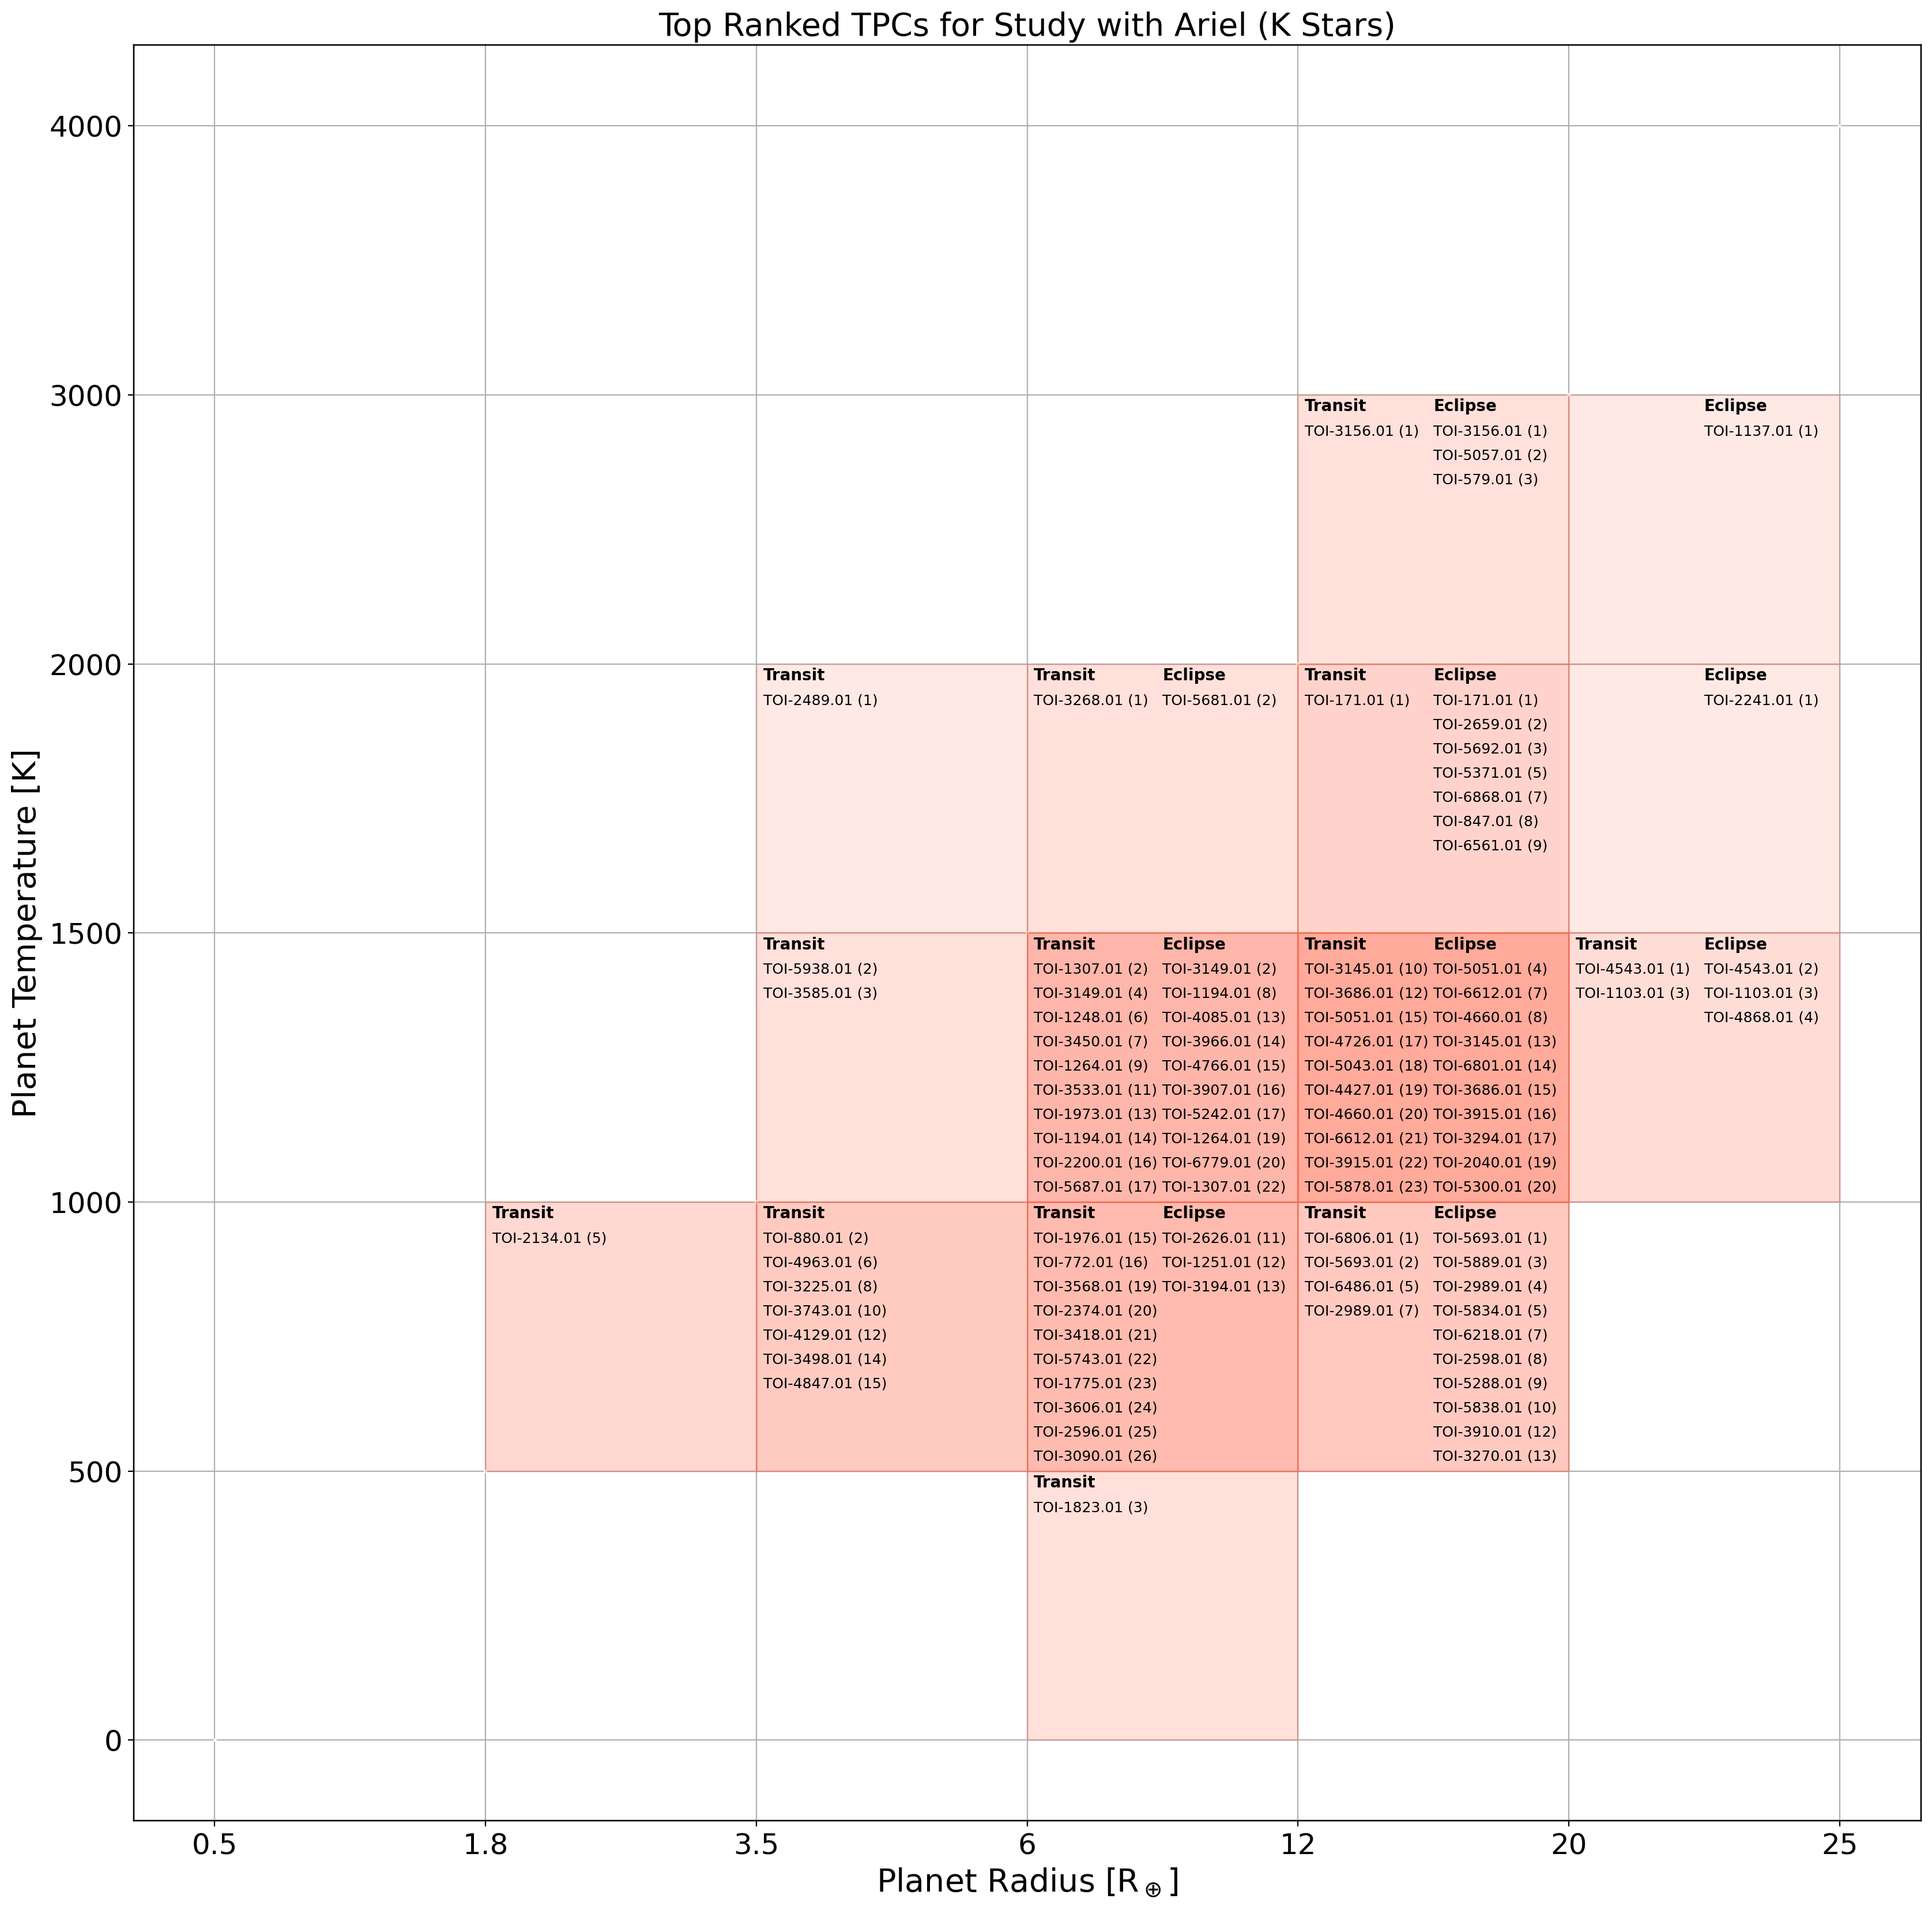 Top Ranked TPCs for Study with Ariel (K Stars)
4000
3000
Transit Eclipse Eclipse
TOI-3156.01 (1) TOI-3156.01 (1) TOI-1137.01 (1)
TOI-5057.01 (2)
TOI-579.01 (3)
2000
Transit Transit Eclipse Transit Eclipse Eclipse
TOI-2489.01 (1) TOI-3268.01 (1) TOI-5681.01 (2) TOI-171.01 (1) TOI-171.01 (1) TOI-2241.01 (1)
TOI-2659.01 (2)
TOI-5692.01 (3)
TOI-5371.01 (5)
TOI-6868.01 (7)
TOI-847.01 (8)
TOI-6561.01 (9)
1500
Transit Transit Eclipse Transit Eclipse Transit Eclipse
TOI-5938.01 (2) TOI-1307.01 (2) TOI-3149.01 (2) TOI-3145.01 (10) TOI-5051.01 (4) TOI-4543.01 (1) TOI-4543.01 (2)
TOI-3585.01 (3) TOI-3149.01 (4) TOI-1194.01 (8) TOI-3686.01 (12) TOI-6612.01 (7) TOI-1103.01 (3) TOI-1103.01 (3)
TOI-1248.01 (6) TOI-4085.01 (13) TOI-5051.01 (15) TOI-4660.01 (8) TOI-4868.01 (4)
TOI-3450.01 (7) TOI-3966.01 (14) TOI-4726.01 (17) TOI-3145.01 (13)
TOI-1264.01 (9) TOI-4766.01 (15) TOI-5043.01 (18) TOI-6801.01 (14)
TOI-3533.01 (11) TOI-3907.01 (16) TOI-4427.01 (19) TOI-3686.01 (15)
TOI-1973.01 (13) TOI-5242.01 (17) TOI-4660.01 (20) TOI-3915.01 (16)
TOI-1194.01 (14) TOI-1264.01 (19) TOI-6612.01 (21) TOI-3294.01 (17)
TOI-2200.01 (16) TOI-6779.01 (20) TOI-3915.01 (22) TOI-2040.01 (19)
TOI-5687.01 (17) TOI-1307.01 (22) TOI-5878.01 (23) TOI-5300.01 (20)
1000
Transit Transit Transit Eclipse Transit Eclipse
TOI-2134.01 (5) TOI-880.01 (2) TOI-1976.01 (15) TOI-2626.01 (11) TOI-6806.01 (1) TOI-5693.01 (1)
TOI-4963.01 (6) TOI-772.01 (16) TOI-1251.01 (12) TOI-5693.01 (2) TOI-5889.01 (3)
TOI-3225.01 (8) TOI-3568.01 (19) TOI-3194.01 (13) TOI-6486.01 (5) TOI-2989.01 (4)
TOI-3743.01 (10) TOI-2374.01 (20) TOI-2989.01 (7) TOI-5834.01 (5)
TOI-4129.01 (12) TOI-3418.01 (21) TOI-6218.01 (7)
TOI-3498.01 (14) TOI-5743.01 (22) TOI-2598.01 (8)
TOI-4847.01 (15) TOI-1775.01 (23) TOI-5288.01 (9)
TOI-3606.01 (24) TOI-5838.01 (10)
TOI-2596.01 (25) TOI-3910.01 (12)
TOI-3090.01 (26) TOI-3270.01 (13)
500
Transit
TOI-1823.01 (3)
0
0.5 1.8 3.5 6 12 20 25
Planet Radius [R⊕]
Planet Temperature [K]